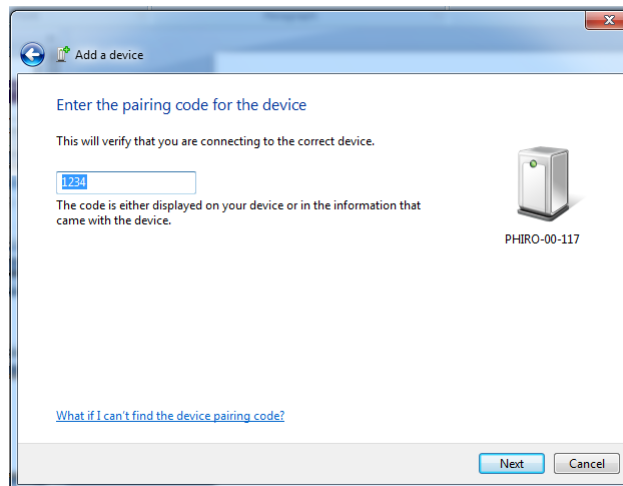 Add a device
Enter the pairing code for the device
This will verify that you are connecting to the correct device.
1234
The code is either displayed on your device or in the information that
came with the device.
PHIRO-00-117
What if I can't find the device pairing code?
Next
Cancel